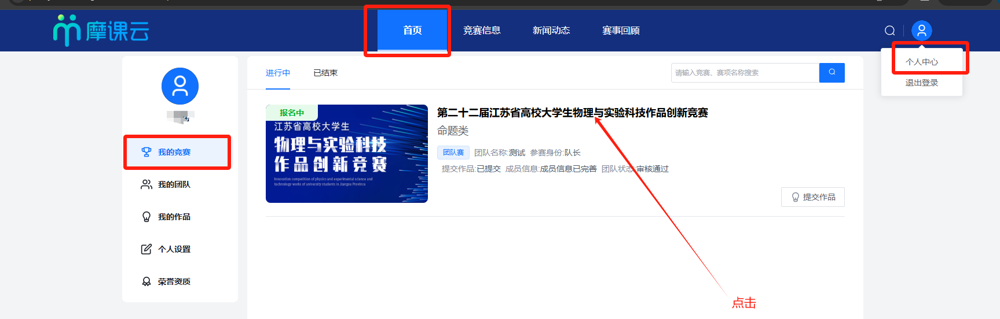 摩课云
首页
竞赛信息
新闻动态
赛事回顾
个人中心
退出登录
我的竞赛
我的团队
我的作品
个人设置
荣誉资质
进行中
已结束
请输入竞赛、赛项名称搜索
报名中
江苏省高校大学生
物理与实验科技
作品创新竞赛
Innovation competition of physics and experimental science and
technology works of university students in Jiangsu Province
第二十二届江苏省高校大学生物理与实验科技作品创新竞赛
命题类
团队赛 团队名称:测试 参赛身份:队长
提交作品:已提交 成员信息:成员信息已完善 团队状态:审核通过
提交作品
点击